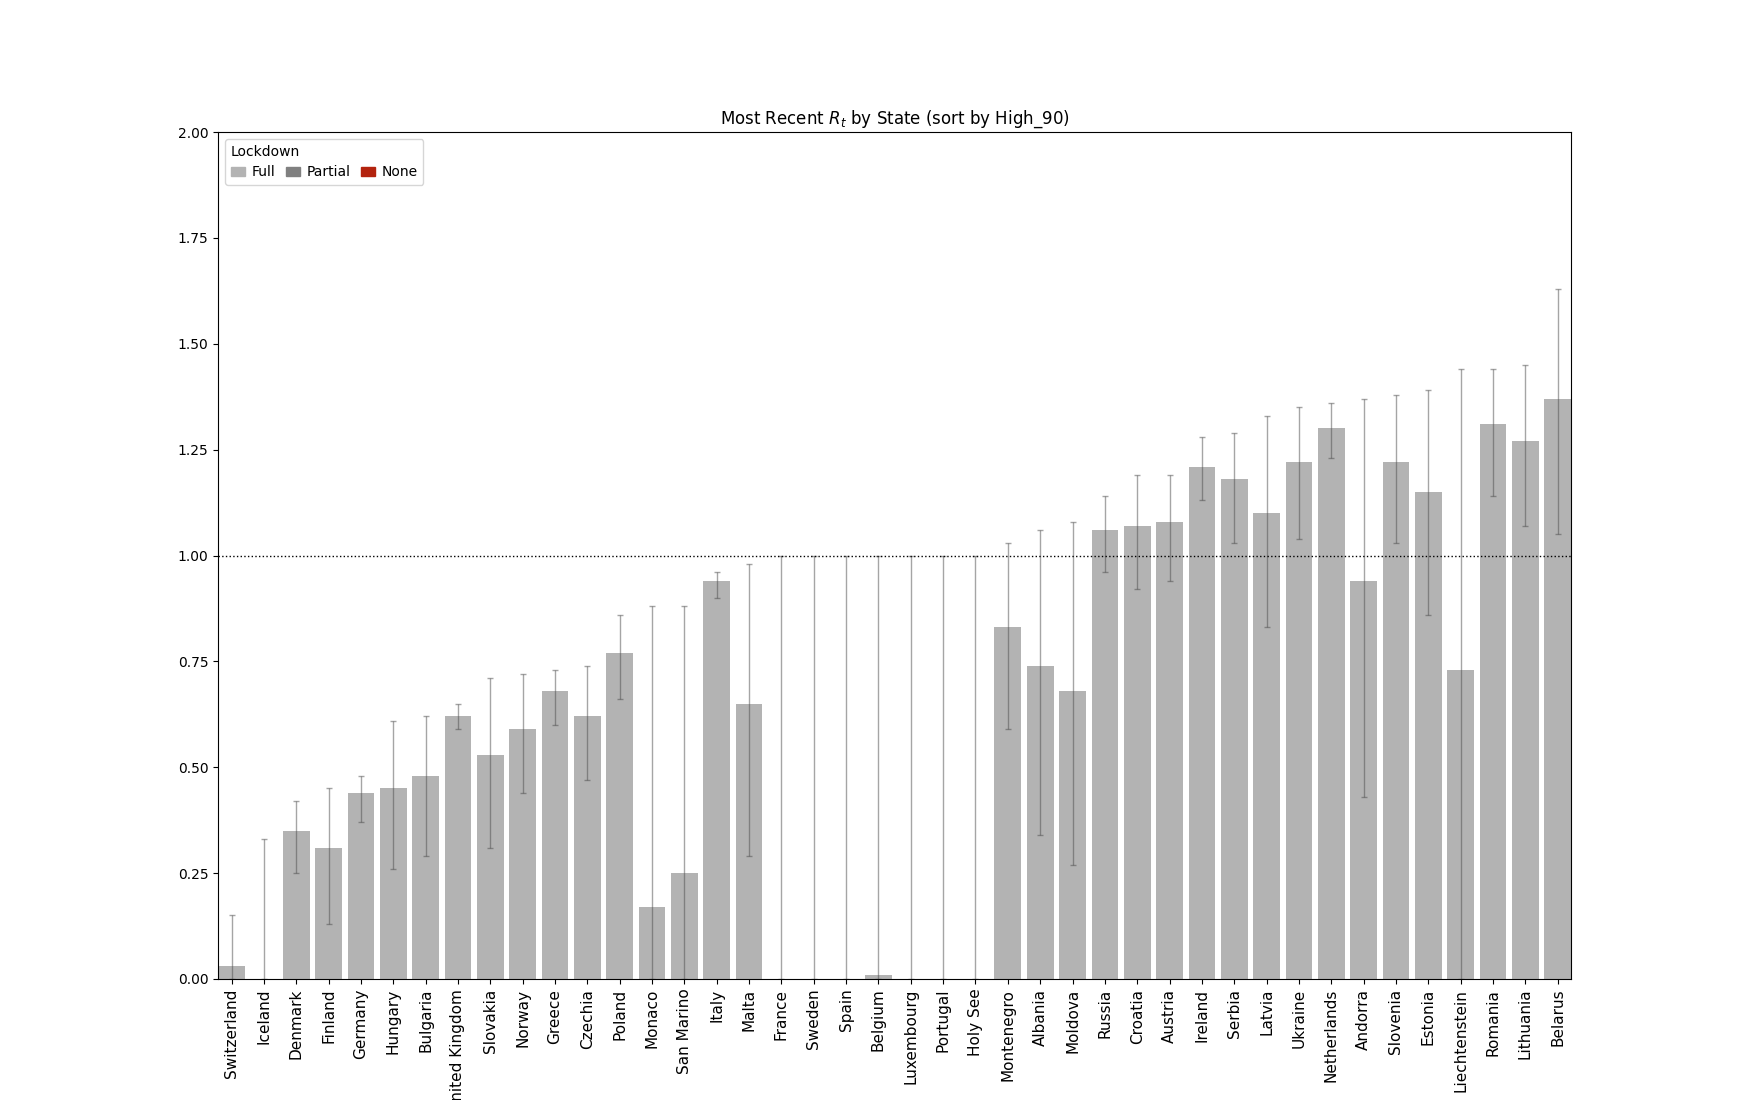 Most Recent R_t by State (sort by High_90)
Lockdown
Full Partial None
2.00
1.75
1.50
1.25
1.00
0.75
0.50
0.25
0.00
Switzerland
Iceland
Denmark
Finland
Germany
Hungary
Bulgaria
nited Kingdom
Slovakia
Norway
Greece
Czechia
Poland
Monaco
San Marino
Italy
Malta
France
Sweden
Spain
Belgium
Luxembourg
Portugal
Holy See
Montenegro
Albania
Moldova
Russia
Croatia
Austria
Ireland
Serbia
Latvia
Ukraine
Netherlands
Andorra
Slovenia
Estonia
Liechtenstein
Romania
Lithuania
Belarus